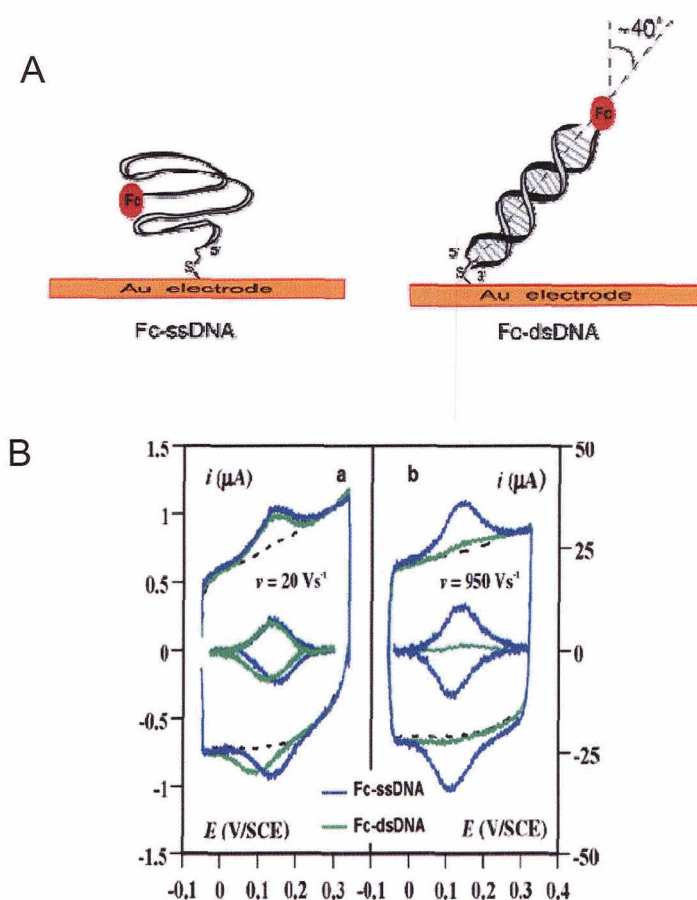 A
~40°
Fc
Fc
5'
5'
3'
Au electrode
Au electrode
Fc-ssDNA
Fc-dsDNA
B
1.5
1
0.5
0
-0.5
-1
-1.5
i (µA)
a
v = 20 Vs⁻¹
E (V/SCE)
b
i (µA)
v = 950 Vs⁻¹
Fc-ssDNA
Fc-dsDNA
E (V/SCE)
50
25
0
-25
-50
-0.1 0 0.1 0.2 0.3 -0.1 0 0.1 0.2 0.3 0.4